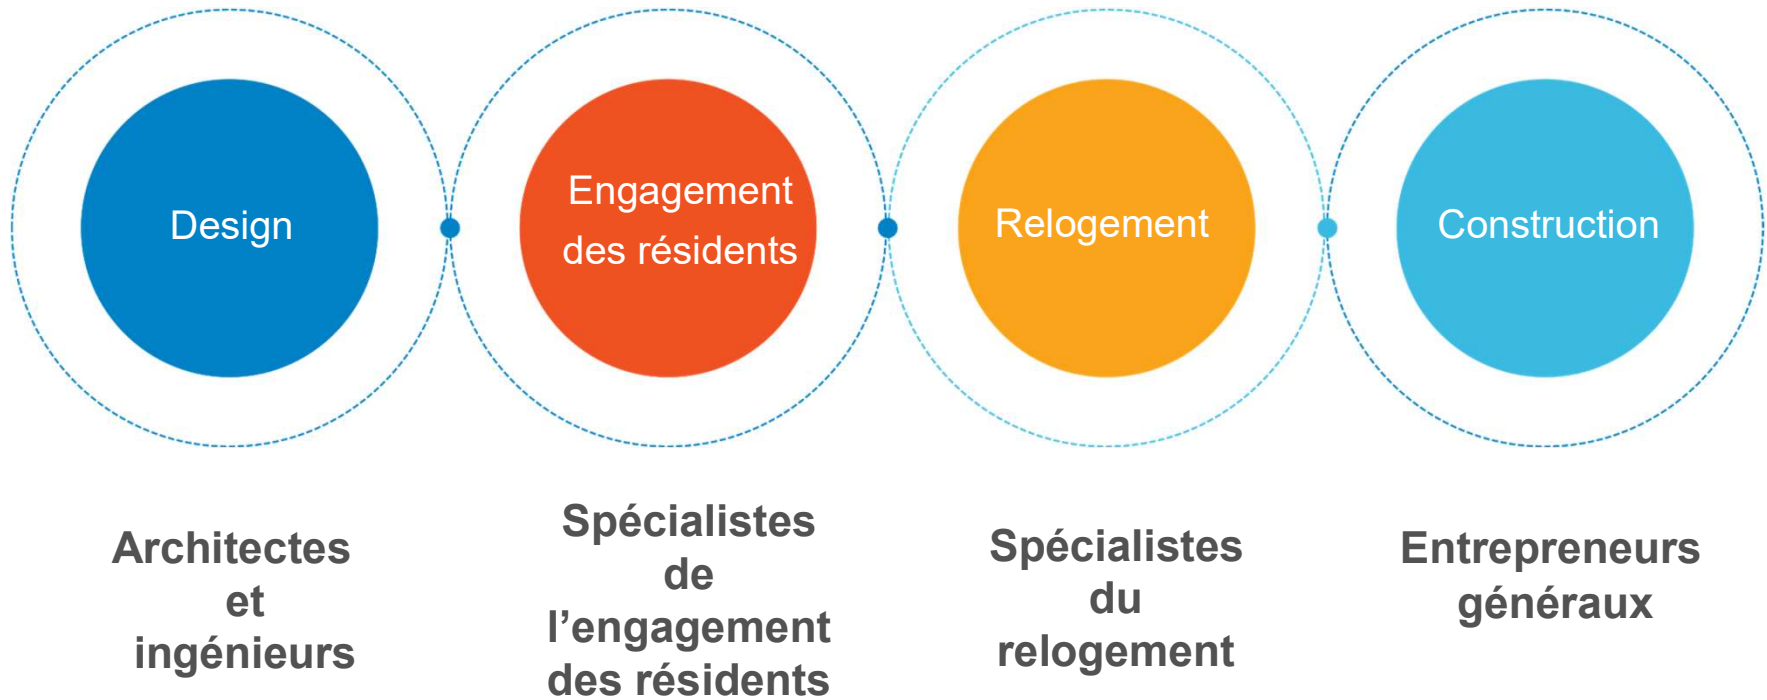 Design
Engagement
des résidents
Relogement
Construction
Architectes
et
ingénieurs
Spécialistes
de
l’engagement
des résidents
Spécialistes
du
relogement
Entrepreneurs
généraux